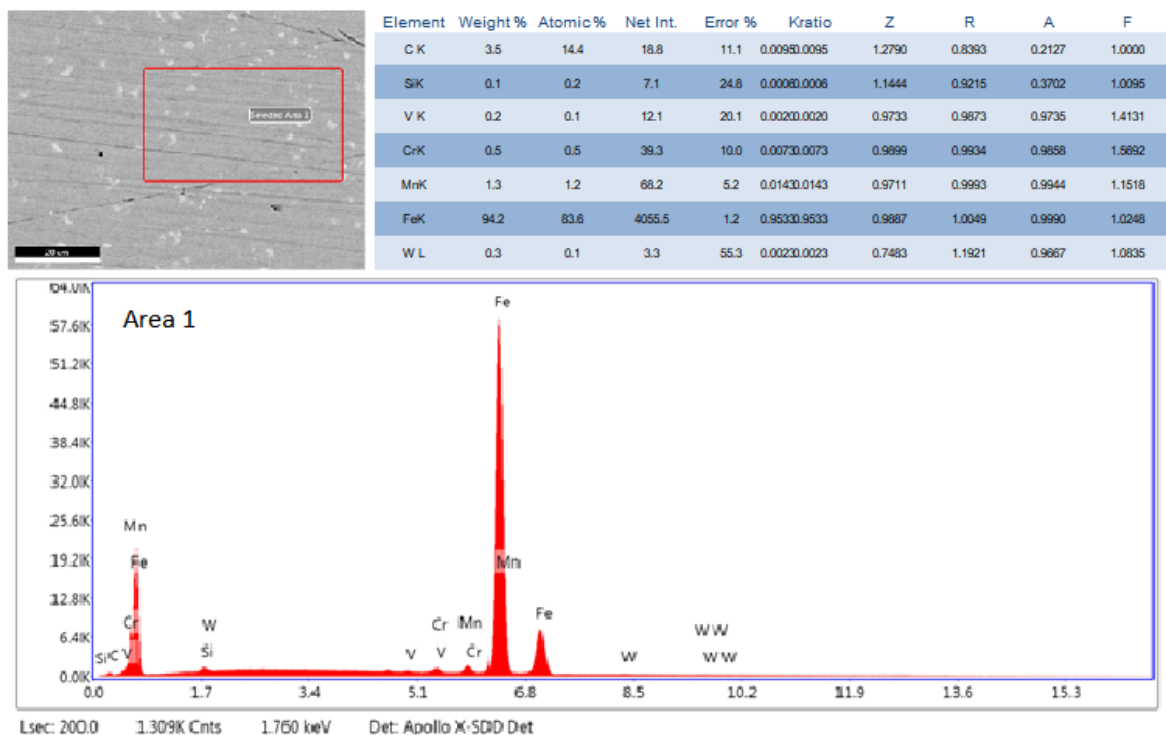 Element Weight % Atomic % Net Int. Error % Kratio Z R A F
C K 3.5 14.4 18.8 11.1 0.00950.0095 1.2790 0.8393 0.2127 1.0000
SiK 0.1 0.2 7.1 24.8 0.00060.0006 1.1444 0.9215 0.3702 1.0095
V K 0.2 0.1 12.1 20.1 0.00200.0020 0.9733 0.9873 0.9735 1.4131
CrK 0.5 0.5 39.3 10.0 0.00730.0073 0.9899 0.9934 0.9858 1.5692
MnK 1.3 1.2 68.2 5.2 0.01430.0143 0.9711 0.9993 0.9944 1.1518
FeK 94.2 83.6 4055.5 1.2 0.95330.9533 0.9887 1.0049 0.9990 1.0248
W L 0.3 0.1 3.3 55.3 0.00230.0023 0.7483 1.1921 0.9667 1.0835
Selected Area 1
20 um
Area 1
57.6K
51.2K
44.8K
38.4K
32.0K
25.6K
19.2K
12.8K
6.4K
0.0K
Fe
Mn
Fe Mn
Cr W Cr Mn Fe W W
Si C V Si V V Cr W W W
0.0 1.7 3.4 5.1 6.8 8.5 10.2 11.9 13.6 15.3
Lsec: 200.0 1.309K Cnts 1.760 keV Det: Apollo X-SDD Det